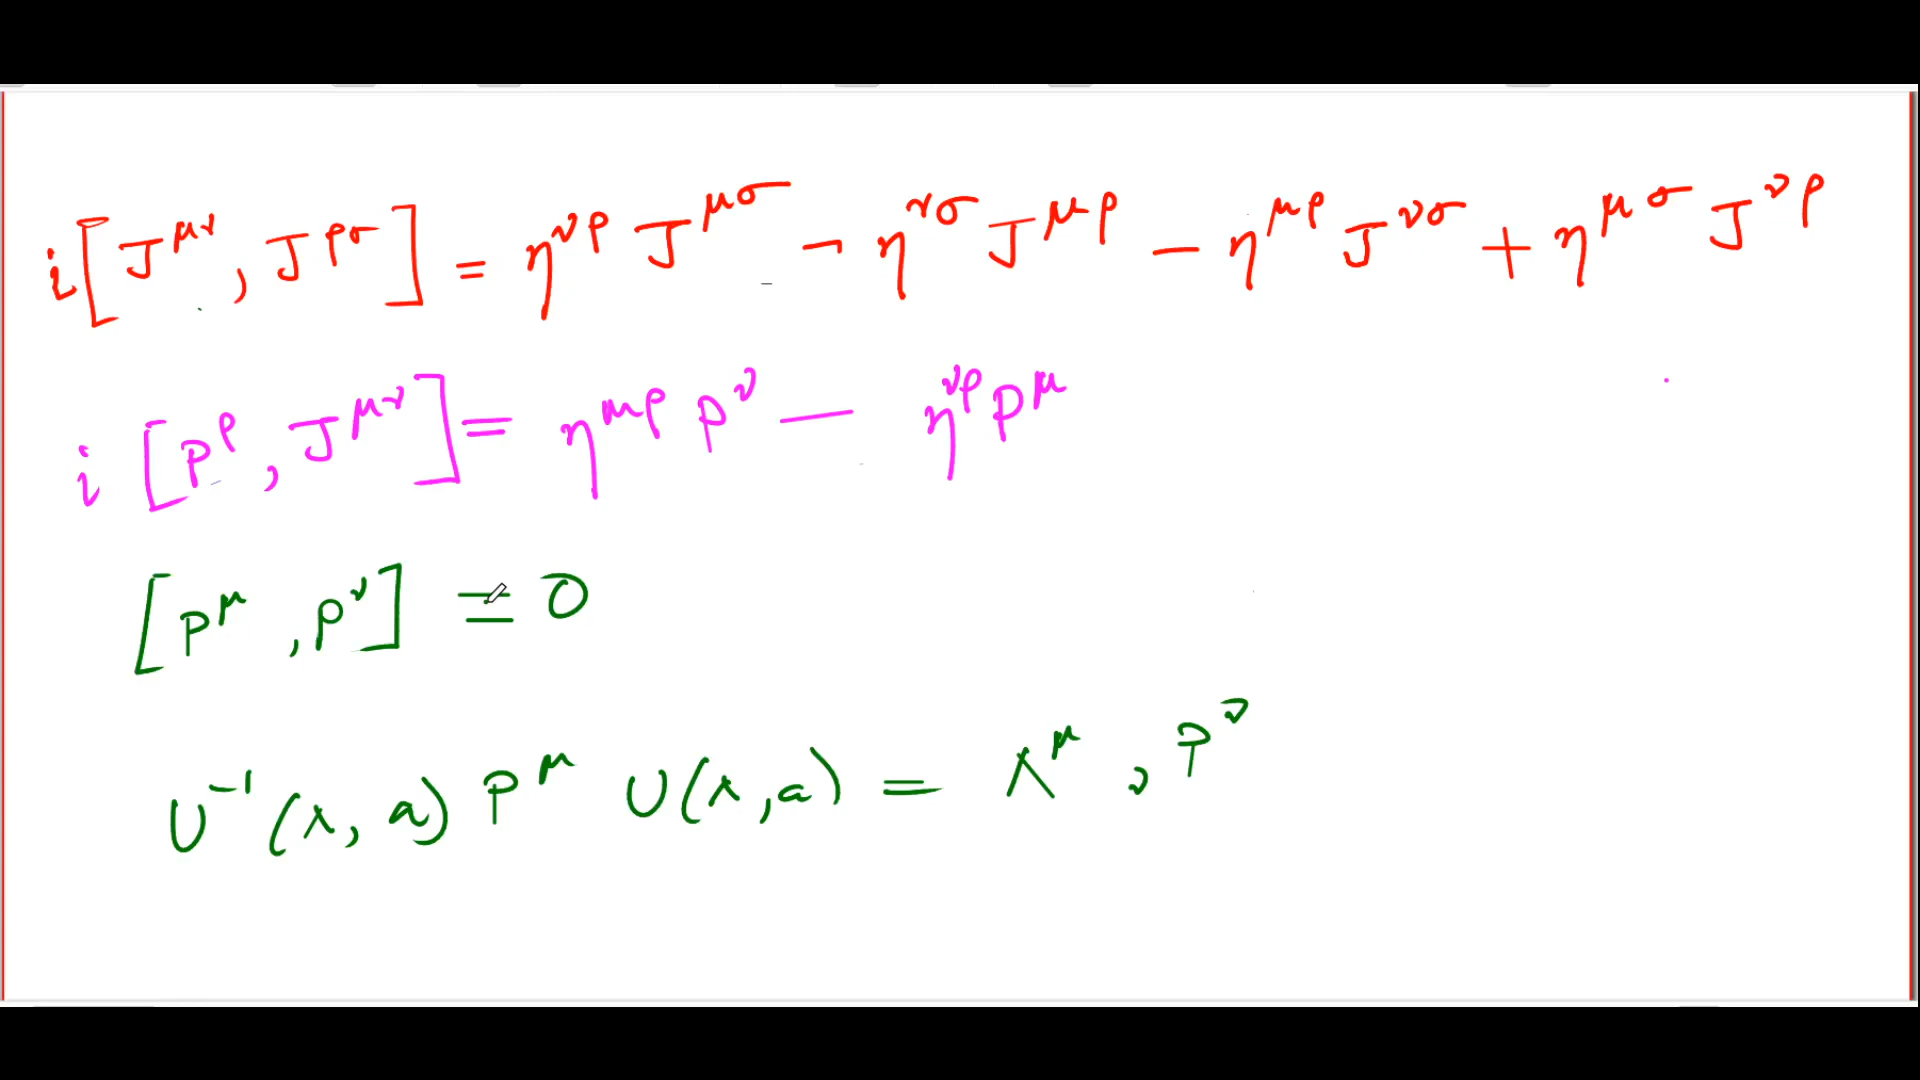 i[J^{μν}, J^{ρσ}] = η^{νρ} J^{μσ} − η^{νσ} J^{μρ} − η^{μρ} J^{νσ} + η^{μσ} J^{νρ}
i[P^ρ, J^{μν}] = η^{μρ} P^ν − η^{νρ} P^μ
[P^μ, P^ν] = 0
U^{-1}(Λ, a) P^μ U(Λ, a) = Λ^μ_ν P^ν